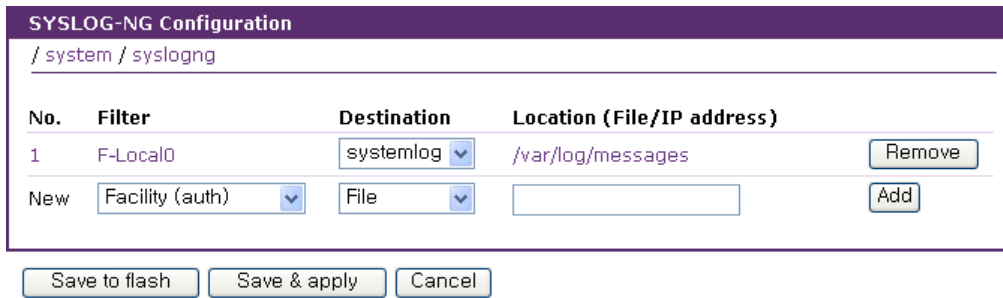 SYSLOG-NG Configuration
/ system / syslogng
No. Filter Destination Location (File/IP address)
1 F-Local0 systemlog /var/log/messages Remove
New Facility (auth) File Add
Save to flash Save & apply Cancel